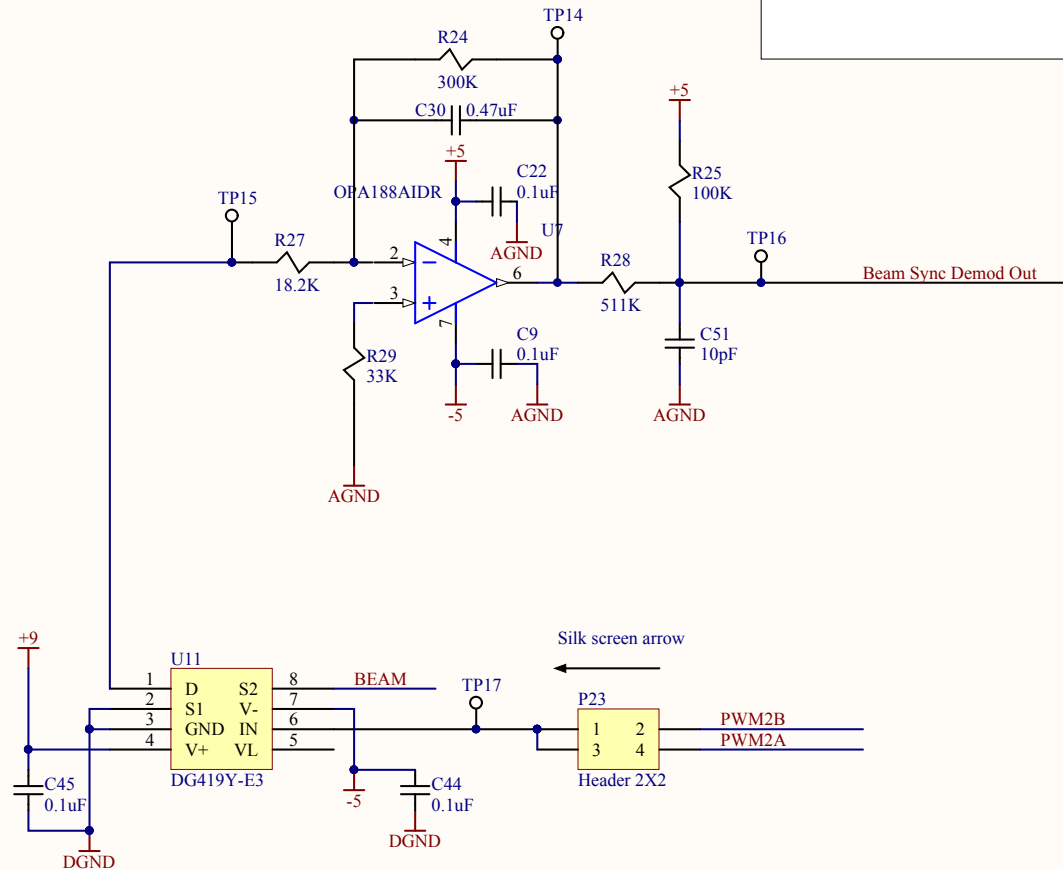 TP14
R24
300K
C30 0.47uF
+5
+5
C22
0.1uF
OPA188AIDR
R25
100K
TP15
U7
4
AGND
TP16
R27
18.2K
2
3
6
R28
511K
Beam Sync Demod Out
7
C9
0.1uF
C51
10pF
R29
33K
-5
AGND
AGND
AGND
Silk screen arrow
+9
U11
1 D S2 8 BEAM
2 S1 V- 7
3 GND IN 6
4 V+ VL 5
DG419Y-E3
TP17
P23
1 2 PWM2B
3 4 PWM2A
Header 2X2
C45
0.1uF
-5
C44
0.1uF
DGND
DGND